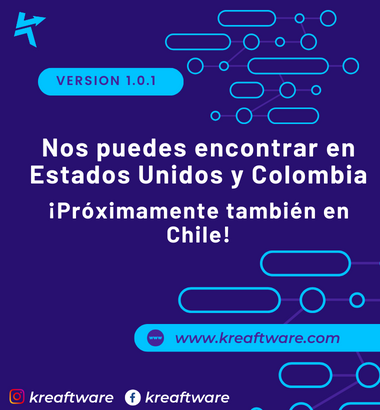 VERSION 1.0.1
Nos puedes encontrar en
Estados Unidos y Colombia
¡Próximamente también en
Chile!
www.kreaftware.com
kreaftware kreaftware